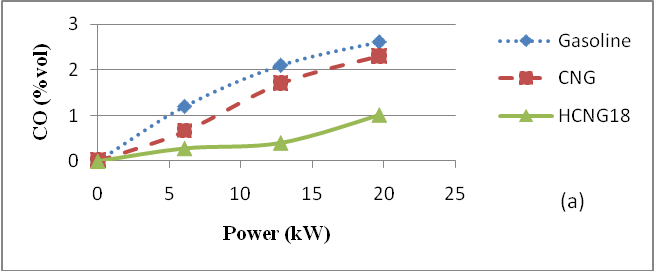 3
2
1
0
CO (%vol)
0 5 10 15 20 25
Power (kW)
Gasoline
CNG
HCNG18
(a)